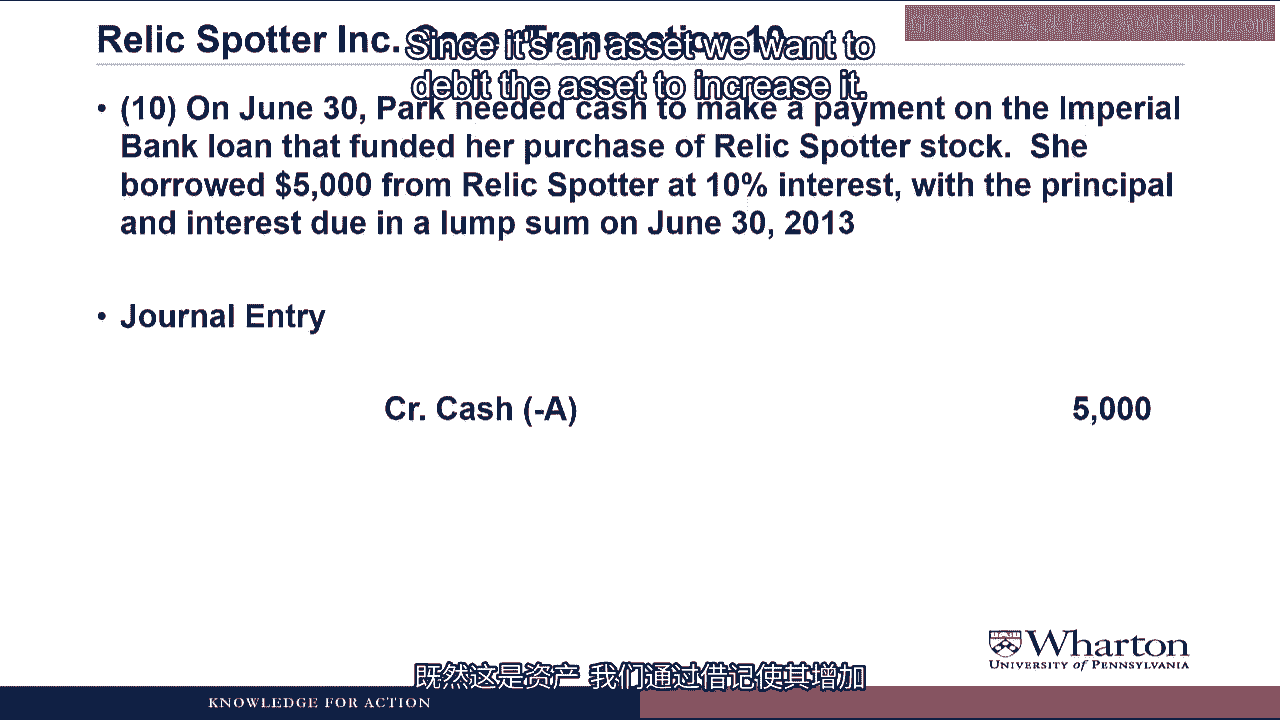 Relic Spotter Inc. Case: Transaction 10
Since it's an asset we want to
debit the asset to increase it.
• (10) On June 30, Park needed cash to make a payment on the Imperial
Bank loan that funded her purchase of Relic Spotter stock. She
borrowed $5,000 from Relic Spotter at 10% interest, with the principal
and interest due in a lump sum on June 30, 2013
• Journal Entry
Cr. Cash (-A) 5,000
Wharton
UNIVERSITY of PENNSYLVANIA
既然这是资产 我们通过借记使其增加
KNOWLEDGE FOR ACTION